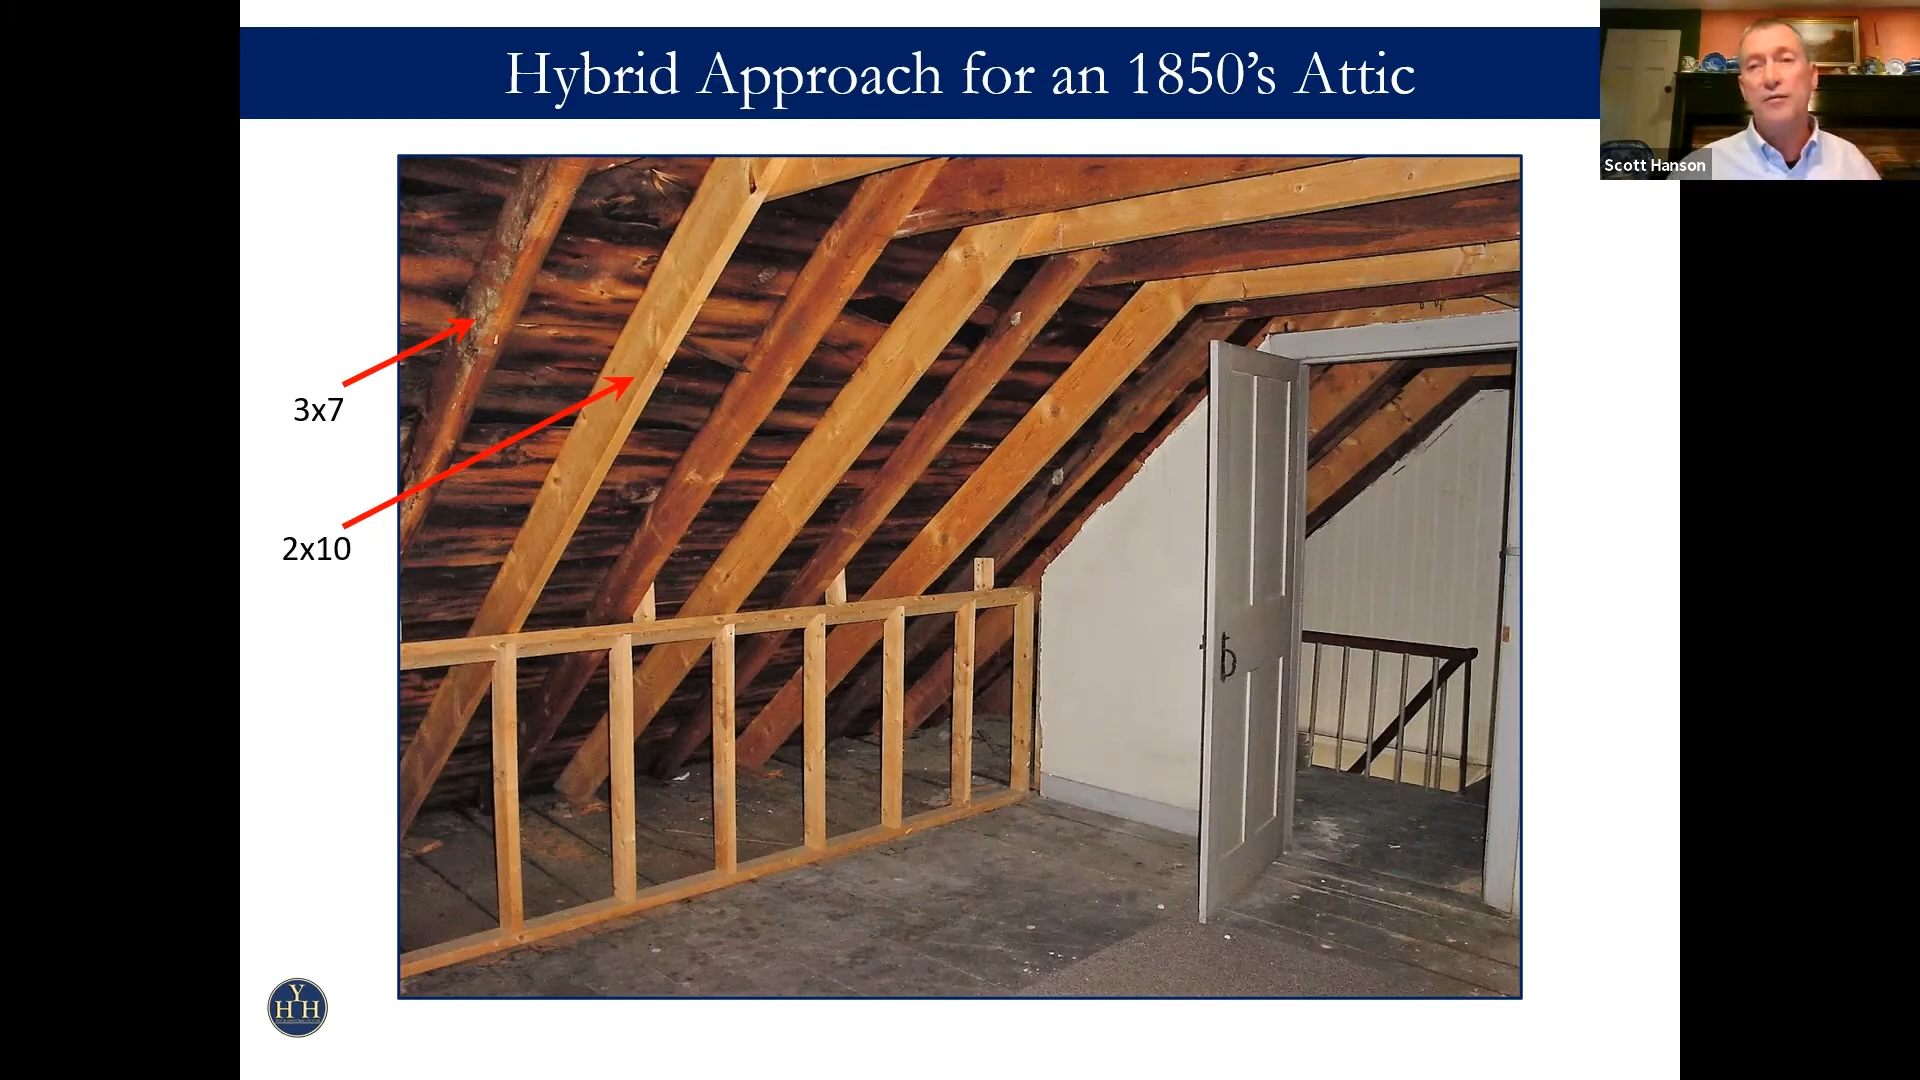 Hybrid Approach for an 1850’s Attic
Scott Hanson
3x7
2x10
Y
H H